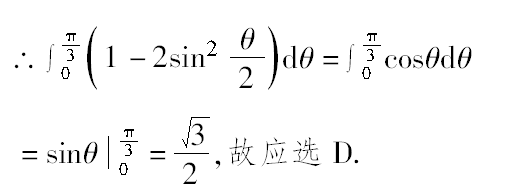 ∴ ∫₀^{π/3}(1 − 2sin² θ/2)dθ = ∫₀^{π/3}cosθdθ
= sinθ |₀^{π/3} = √3/2, 故应选 D.